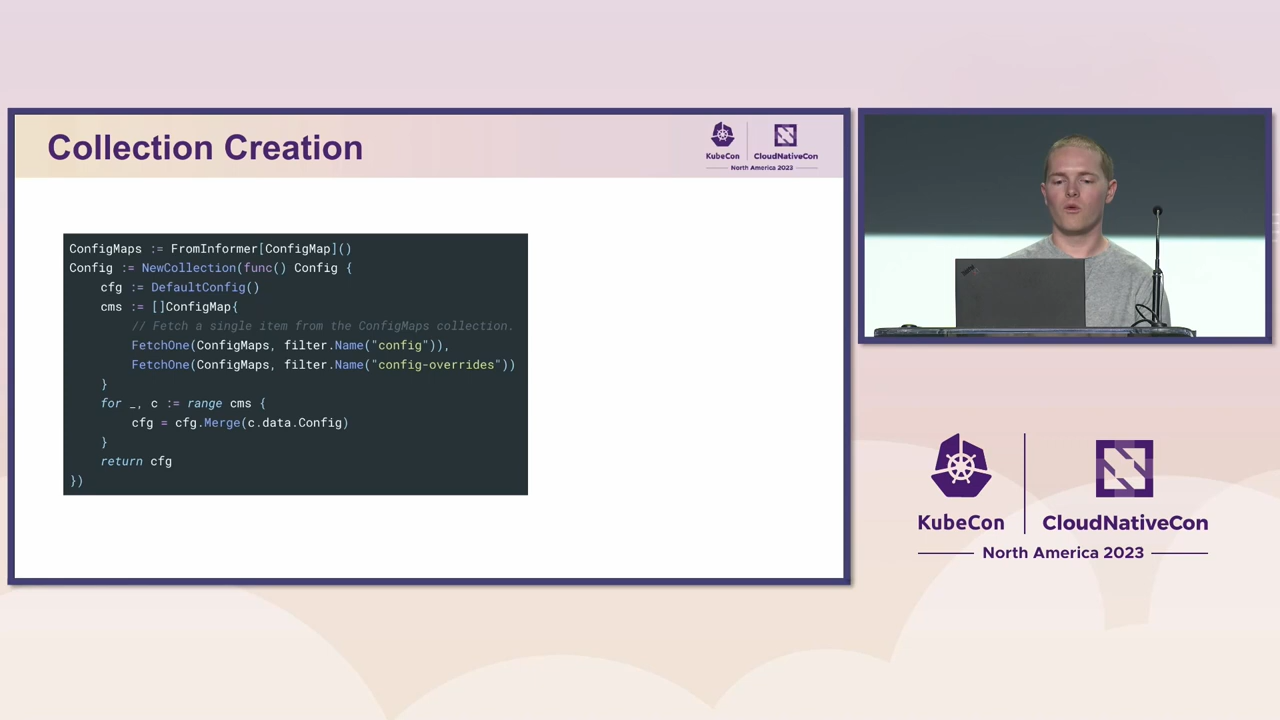 Collection Creation
KubeCon
CloudNativeCon
North America 2023
ConfigMaps := FromInformer[ConfigMap]()
Config := NewCollection(func() Config {
    cfg := DefaultConfig()
    cms := []ConfigMap{
        // Fetch a single item from the ConfigMaps collection.
        FetchOne(ConfigMaps, filter.Name("config")),
        FetchOne(ConfigMaps, filter.Name("config-overrides"))
    }
    for _, c := range cms {
        cfg = cfg.Merge(c.data.Config)
    }
    return cfg
})
KubeCon
CloudNativeCon
North America 2023